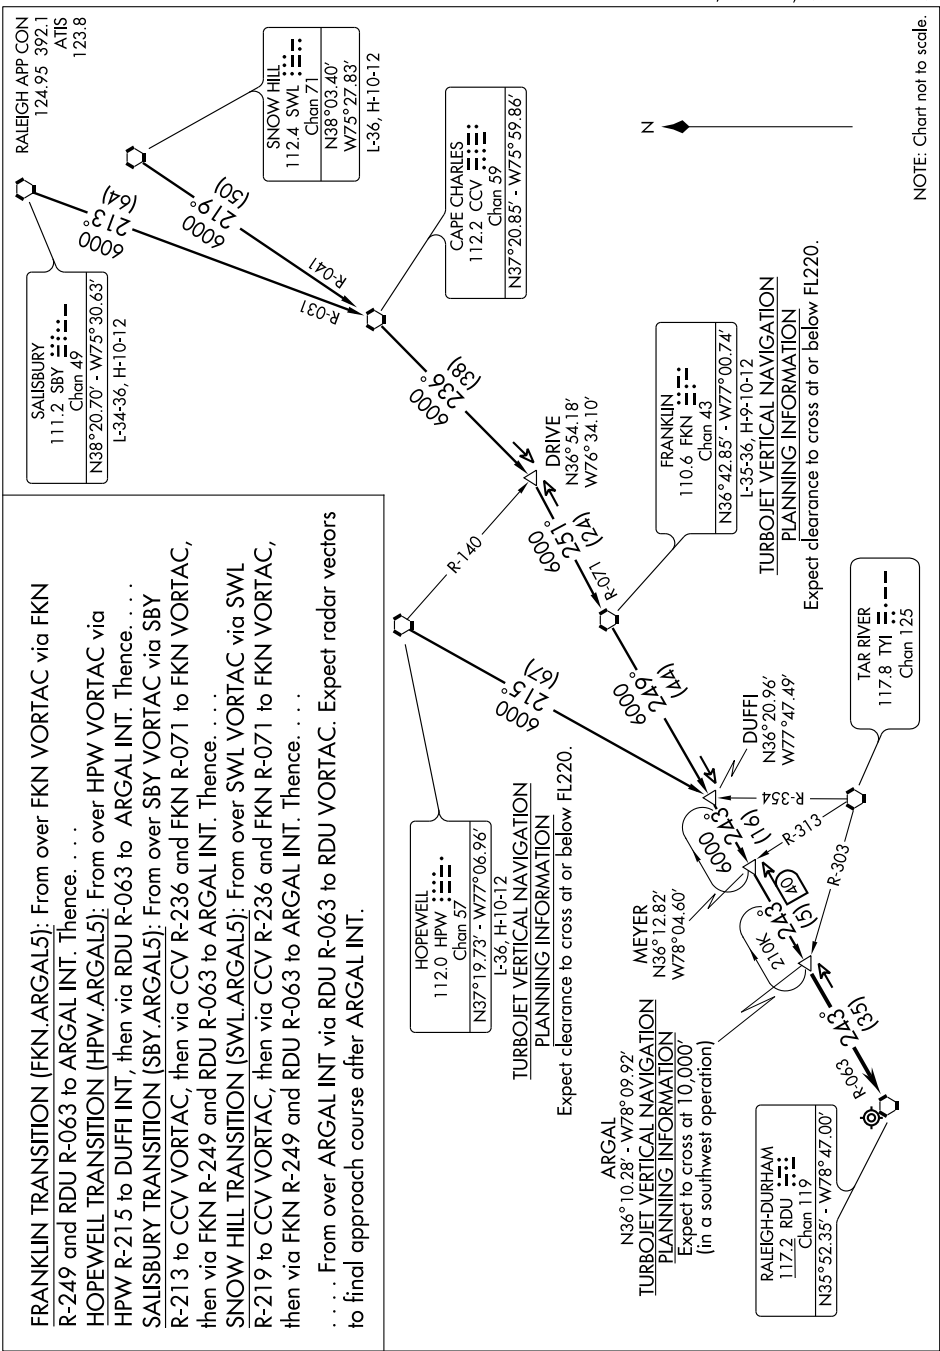 FRANKLIN TRANSITION (FKN.ARGAL5): From over FKN VORTAC via FKN
R-249 and RDU R-063 to ARGAL INT. Thence. . . .
HOPEWELL TRANSITION (HPW.ARGAL5): From over HPW VORTAC via
HPW R-215 to DUFFI INT, then via RDU R-063 to ARGAL INT. Thence. . . .
SALISBURY TRANSITION (SBY.ARGAL5): From over SBY VORTAC via SBY
R-213 to CCV VORTAC, then via CCV R-236 and FKN R-071 to FKN VORTAC,
then via FKN R-249 and RDU R-063 to ARGAL INT. Thence. . . .
SNOW HILL TRANSITION (SWL.ARGAL5): From over SWL VORTAC via SWL
R-219 to CCV VORTAC, then via CCV R-236 and FKN R-071 to FKN VORTAC,
then via FKN R-249 and RDU R-063 to ARGAL INT. Thence. . . .
. . . . From over ARGAL INT via RDU R-063 to RDU VORTAC. Expect radar vectors
to final approach course after ARGAL INT.
RALEIGH APP CON
124.95 392.1
ATIS
123.8
SALISBURY
111.2 SBY
Chan 49
N38°20.70' - W75°30.63'
L-34-36, H-10-12
SNOW HILL
112.4 SWL
Chan 71
N38°03.40'
W75°27.83'
L-36, H-10-12
6000
213°
(64)
6000
219°
(50)
R-031
R-041
CAPE CHARLES
112.2 CCV
Chan 59
N37°20.85' - W75°59.86'
6000
236°
(38)
N
DRIVE
N36°54.18'
W76°34.10'
R-140
6000
251°
(24)
R-071
FRANKLIN
110.6 FKN
Chan 43
N36°42.85' - W77°00.74'
L-35-36, H-9-10-12
TURBOJET VERTICAL NAVIGATION
PLANNING INFORMATION
Expect clearance to cross at or below FL220.
HOPEWELL
112.0 HPW
Chan 57
N37°19.73' - W77°06.96'
L-36, H-10-12
TURBOJET VERTICAL NAVIGATION
PLANNING INFORMATION
Expect clearance to cross at or below FL220.
6000
215°
(67)
6000
249°
(44)
DUFFI
N36°20.96'
W77°47.49'
TAR RIVER
117.8 TYI
Chan 125
R-354
R-313
R-303
6000
243°
(16)
MEYER
N36°12.82'
W78°04.60'
210K
243°
(5)
40
ARGAL
N36°10.28' - W78°09.92'
TURBOJET VERTICAL NAVIGATION
PLANNING INFORMATION
Expect to cross at 10,000'
(in a southwest operation)
243°
(35)
R-063
RALEIGH-DURHAM
117.2 RDU
Chan 119
N35°52.35' - W78°47.00'
NOTE: Chart not to scale.